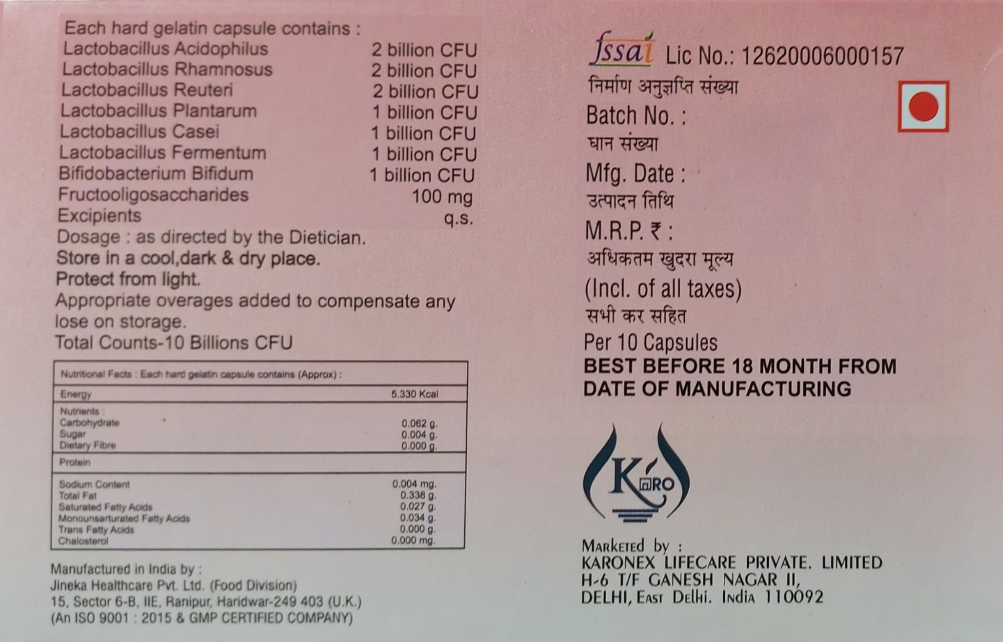 Each hard gelatin capsule contains :
Lactobacillus Acidophilus 2 billion CFU
Lactobacillus Rhamnosus 2 billion CFU
Lactobacillus Reuteri 2 billion CFU
Lactobacillus Plantarum 1 billion CFU
Lactobacillus Casei 1 billion CFU
Lactobacillus Fermentum 1 billion CFU
Bifidobacterium Bifidum 1 billion CFU
Fructooligosaccharides 100 mg
Excipients q.s.
Dosage : as directed by the Dietician.
Store in a cool,dark & dry place.
Protect from light.
Appropriate overages added to compensate any
lose on storage.
Total Counts-10 Billions CFU
Nutritional Facts : Each hard gelatin capsule contains (Approx) :
Energy 5.330 Kcal
Nutrients :
Carbohydrate 0.062 g.
Sugar 0.004 g.
Dietary Fibre 0.000 g.
Protein
Sodium Content 0.004 mg.
Total Fat 0.338 g.
Saturated Fatty Acids 0.027 g.
Monounsarturated Fatty Acids 0.034 g.
Trans Fatty Acids 0.000 g.
Chalosterol 0.000 mg.
Manufactured in India by :
Jineka Healthcare Pvt. Ltd. (Food Division)
15, Sector 6-B, IIE, Ranipur, Haridwar-249 403 (U.K.)
(An ISO 9001 : 2015 & GMP CERTIFIED COMPANY)
fssai Lic No.: 12620006000157
निर्माण अनुज्ञप्ति संख्या
Batch No. :
घान संख्या
Mfg. Date :
उत्पादन तिथि
M.R.P. ₹ :
अधिकतम खुदरा मूल्य
(Incl. of all taxes)
सभी कर सहित
Per 10 Capsules
BEST BEFORE 18 MONTH FROM
DATE OF MANUFACTURING
KARO
Marketed by :
KARONEX LIFECARE PRIVATE. LIMITED
H-6 T/F GANESH NAGAR II,
DELHI, EAST DELHI. INDIA 110092